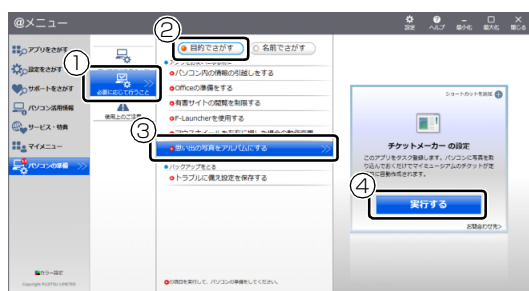 @メニュー
設定
ヘルプ
最小化
最大化
閉じる
アプリをさがす
設定をさがす
サポートをさがす
パソコン活用情報
サービス・特典
マイメニュー
パソコンの準備
カラー設定
Copyright FUJITSU LIMITED
①
必要に応じて行うこと
使用上のご注意
②
目的でさがす
名前でさがす
パソコン内の情報の引越しをする
Officeの準備をする
有害サイトの閲覧を制限する
F-Launcherを使用する
③
思い出の写真をアルバムにする
バックアップをとる
トラブルに備え設定を保存する
の項目を実行して、パソコンの準備をしてください。
ショートカットを追加
チケットメーカー の設定
このアプリをタスク登録します。パソコンに写真を取
り込んでおくだけでマイミュージアムのチケットが定
に自動作成されます。
④
実行する
お問合わせ先>